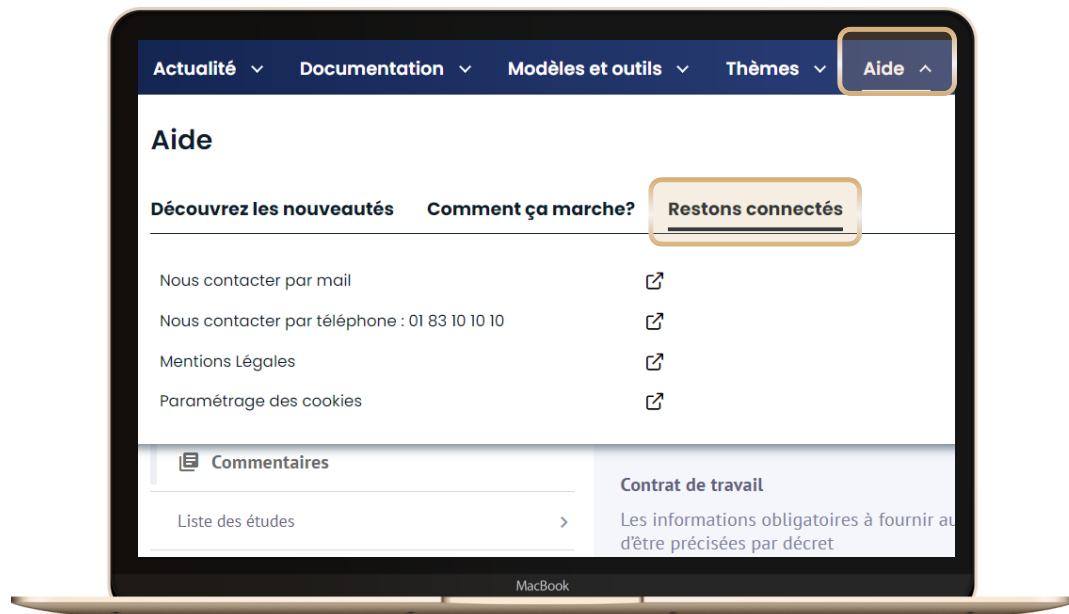 Actualité Documentation Modèles et outils Thèmes Aide
Aide
Découvrez les nouveautés Comment ça marche? Restons connectés
Nous contacter par mail
Nous contacter par téléphone : 01 83 10 10 10
Mentions Légales
Paramétrage des cookies
Commentaires
Contrat de travail
Liste des études
Les informations obligatoires à fournir au
d'être précisées par décret
MacBook